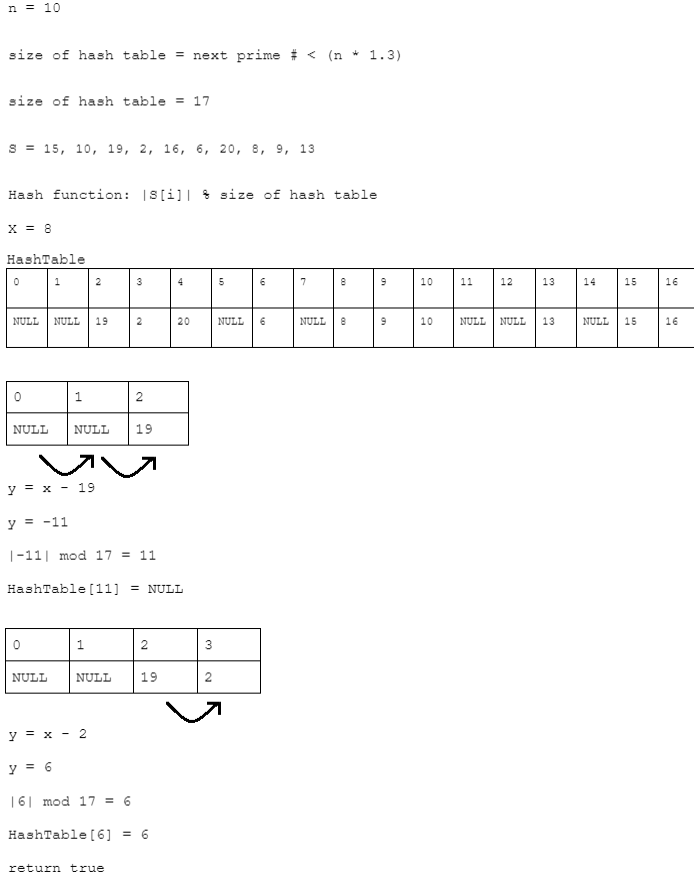 n = 10
size of hash table = next prime # < (n * 1.3)
size of hash table = 17
S = 15, 10, 19, 2, 16, 6, 20, 8, 9, 13
Hash function: |S[i]| % size of hash table
X = 8
HashTable
0 1 2 3 4 5 6 7 8 9 10 11 12 13 14 15 16
NULL NULL 19 2 20 NULL 6 NULL 8 9 10 NULL NULL 13 NULL 15 16
0 1 2
NULL NULL 19
y = x - 19
y = -11
|-11| mod 17 = 11
HashTable[11] = NULL
0 1 2 3
NULL NULL 19 2
y = x - 2
y = 6
|6| mod 17 = 6
HashTable[6] = 6
return true